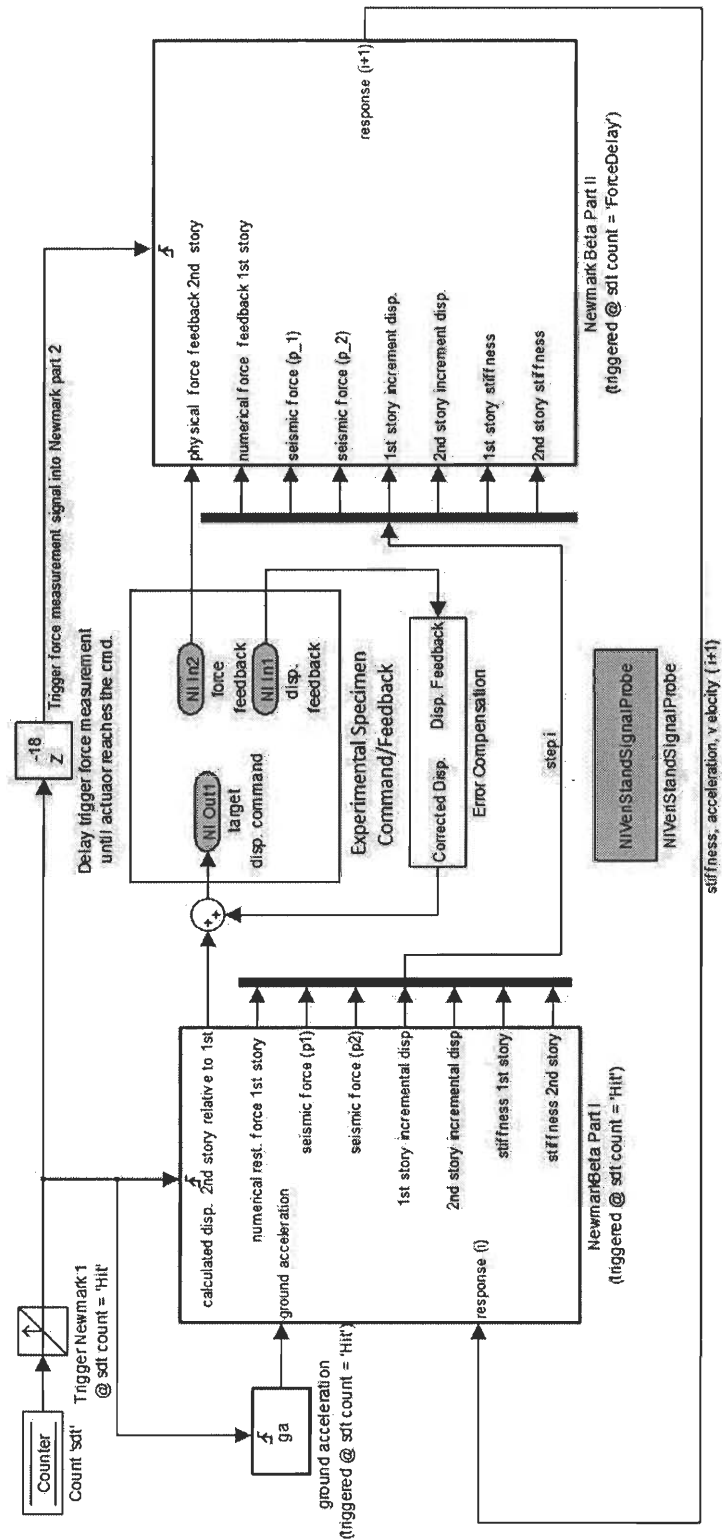 Counter
Count 'sdt'
Trigger Newmark 1
@ sdt count = 'Hit'
ga
ground acceleration
(triggered @ sdt count = 'Hit')
calculated disp. 2nd story relative to 1st
numerical rest. force 1st story
ground acceleration
seismic force (p1)
seismic force (p2)
1st story incremental disp
2nd story incremental disp
response (i)
stiffness 1st story
stiffness 2nd story
NewmarkBeta Part I
(triggered @ sdt count = 'Hit')
-18
Z
Delay trigger force measurement
until actuaor reaches the cmd.
Trigger force measurement signal into Newmark part 2
NI Out1
target
disp. command
NI In2
force
feedback
NI In1
disp.
feedback
Experimental Specimen
Command/Feedback
Corrected Disp.
Disp. Feedback
Error Compensation
step i
NIVeriStandSignalProbe
NIVeriStandSignalProbe
physical force feedback 2nd story
numerical force feedback 1st story
seismic force (p_1)
seismic force (p_2)
1st story increment disp.
2nd story increment disp.
1st story stiffness
2nd story stiffness
response (i+1)
Newmark Beta Part II
(triggered @ sdt count = 'ForceDelay')
stiffness, acceleration, velocity (i+1)